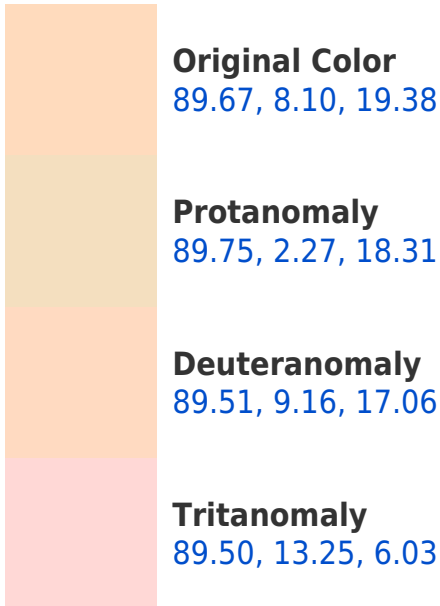 Original Color
89.67, 8.10, 19.38
Protanomaly
89.75, 2.27, 18.31
Deuteranomaly
89.51, 9.16, 17.06
Tritanomaly
89.50, 13.25, 6.03